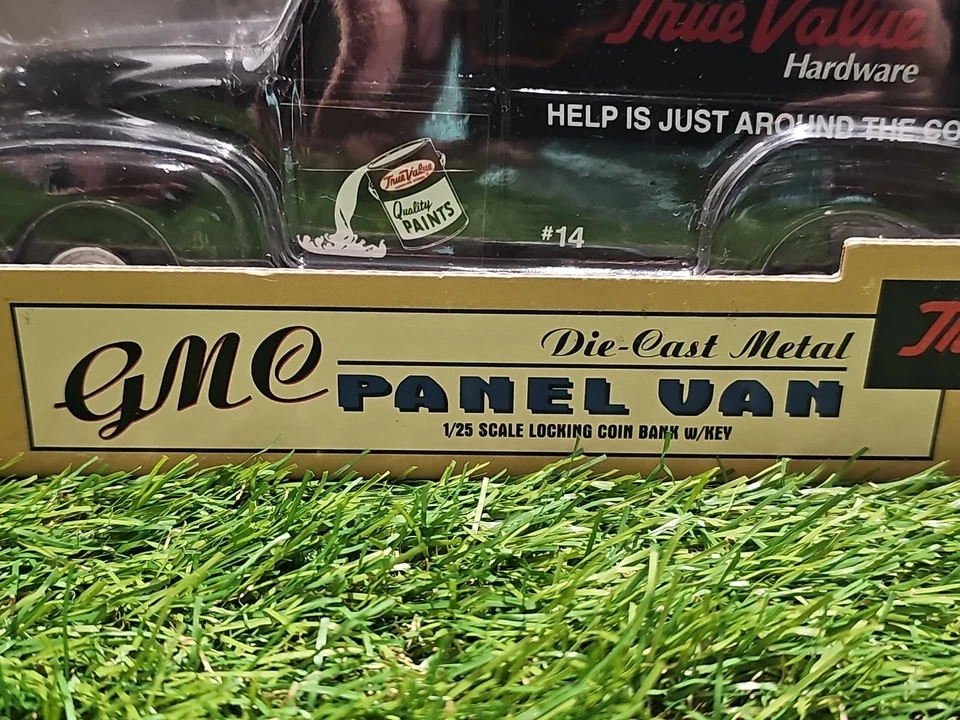 True Value
Hardware
HELP IS JUST AROUND THE CO
True Value
Quality
PAINTS
#14
GMC
Die-Cast Metal
PANEL VAN
1/25 SCALE LOCKING COIN BANK w/KEY